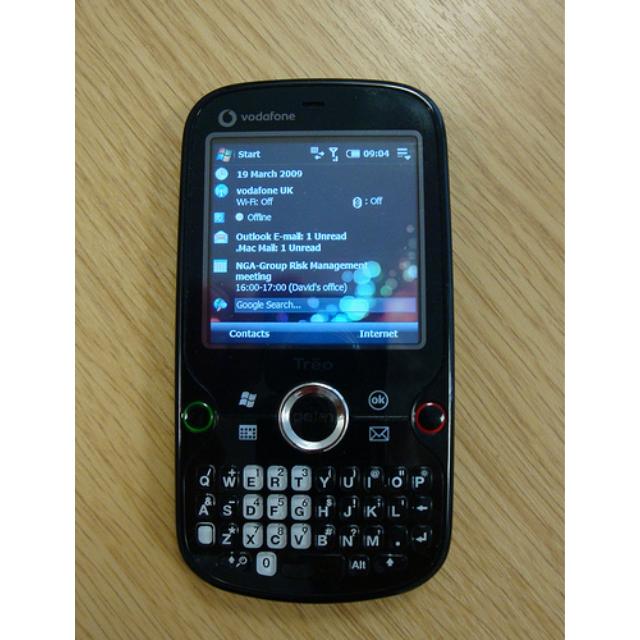 vodafone
Start 09:04
19 March 2009
vodafone UK
Wi-Fi: Off : Off
Offline
Outlook E-mail: 1 Unread
.Mac Mail: 1 Unread
NGA-Group Risk Management
meeting
16:00-17:00 (David's office)
Google Search...
Contacts Internet
Treo
ok
palm
Q W E R T Y U I O P
A S D F G H J K L
Z X C V B N M .
0 Alt